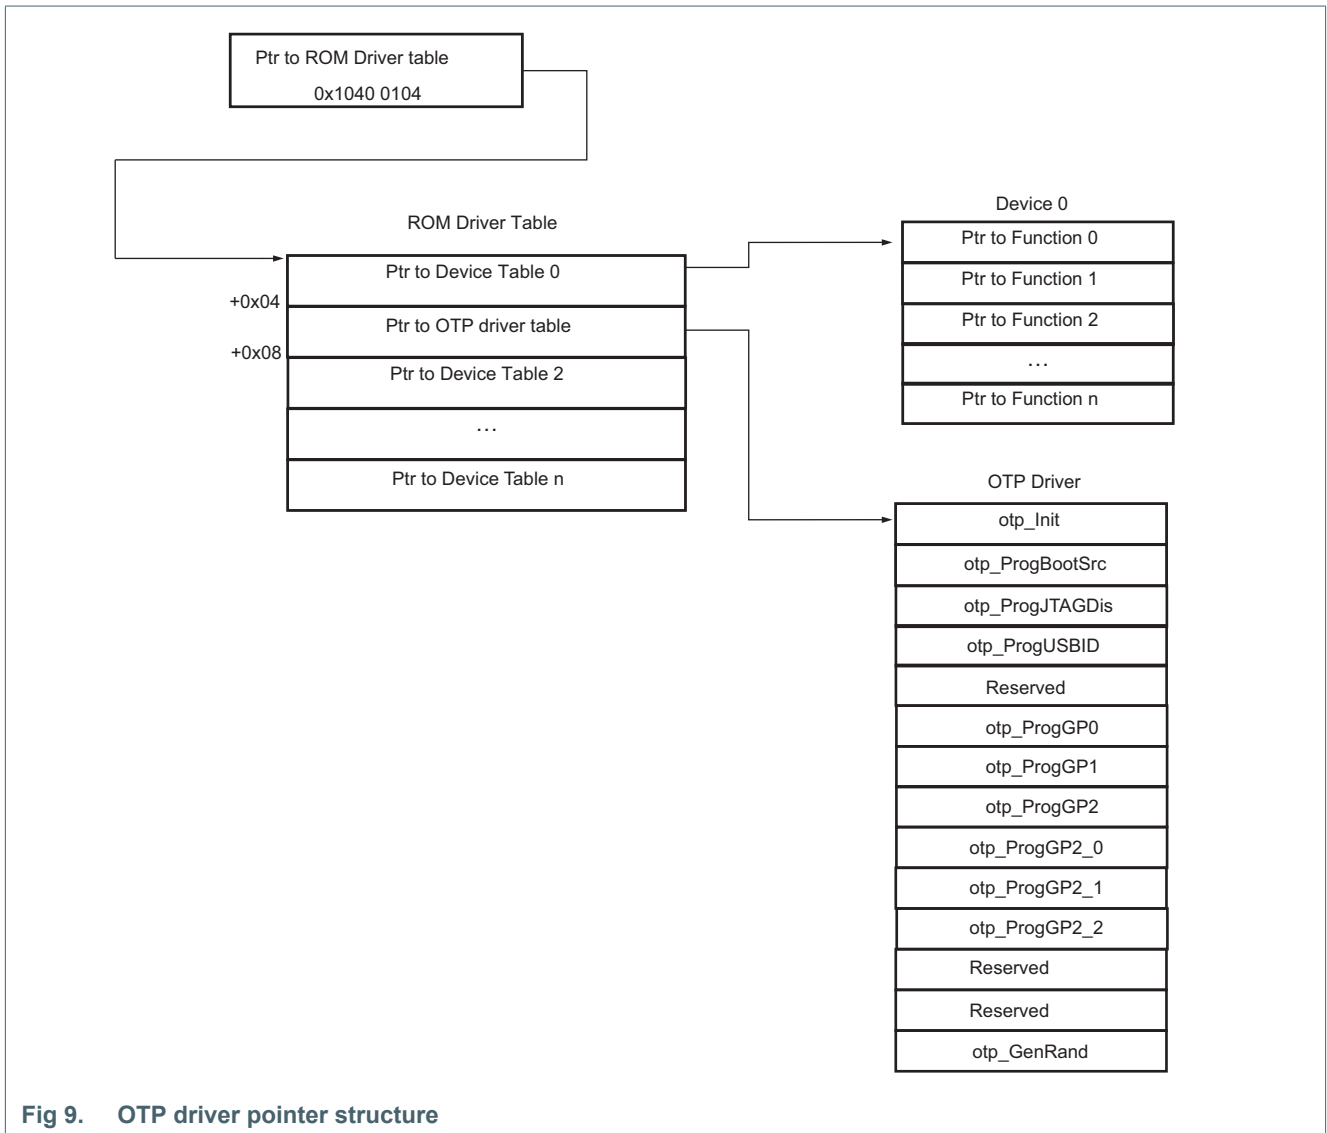 Ptr to ROM Driver table
0x1040 0104
ROM Driver Table
Ptr to Device Table 0
+0x04
Ptr to OTP driver table
+0x08
Ptr to Device Table 2
...
Ptr to Device Table n
Device 0
Ptr to Function 0
Ptr to Function 1
Ptr to Function 2
...
Ptr to Function n
OTP Driver
otp_Init
otp_ProgBootSrc
otp_ProgJTAGDis
otp_ProgUSBID
Reserved
otp_ProgGP0
otp_ProgGP1
otp_ProgGP2
otp_ProgGP2_0
otp_ProgGP2_1
otp_ProgGP2_2
Reserved
Reserved
otp_GenRand
Fig 9. OTP driver pointer structure